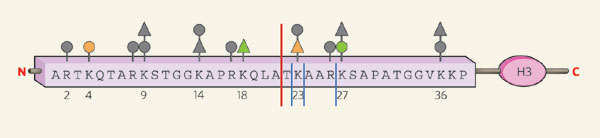 N ARTKQTARKSTGGKAPRKQLATKAARKSAPATGGVKKP H3 C
2 4 9 14 18 23 27 36